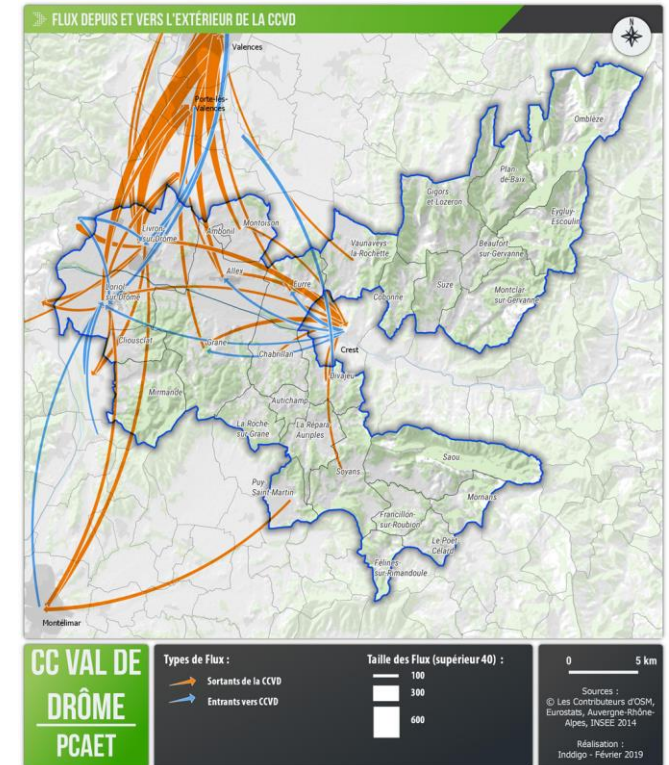 FLUX DEPUIS ET VERS L'EXTÉRIEUR DE LA CCVD
N
Valences
Porte-lès-
Valences
Omblèze
Plan
de-Baix
Gigors
et Lozeron
Eygluy-
Escoulin
Montoison
Livron
sur-Drôme
Ambonil
Vaunaveys
la-Rochette
Beaufort
sur-Gervanne
Allex
Eurre
Suze
Montclar
sur-Gervanne
Cobonne
Loriol
sur-Drôme
Cliousclat
Grane
Chabrillan
Crest
Divajeu
Mirmande
Autichamp
La Roche
sur-Grane
La Répara
Auriples
Saou
Soyans
Puy-
Saint-Martin
Mornans
Francillon-
sur-Roubion
Le-Poët
Célard
Felines
sur-Rimandoule
Montélimar
CC VAL DE
DRÔME
PCAET
Types de Flux :
Sortants de la CCVD
Entrants vers CCVD
Taille des Flux (supérieur 40) :
100
300
600
0 5 km
Sources :
© Les Contributeurs d'OSM,
Eurostats, Auvergne-Rhône-
Alpes, INSEE 2014
Réalisation :
Inddigo - Février 2019